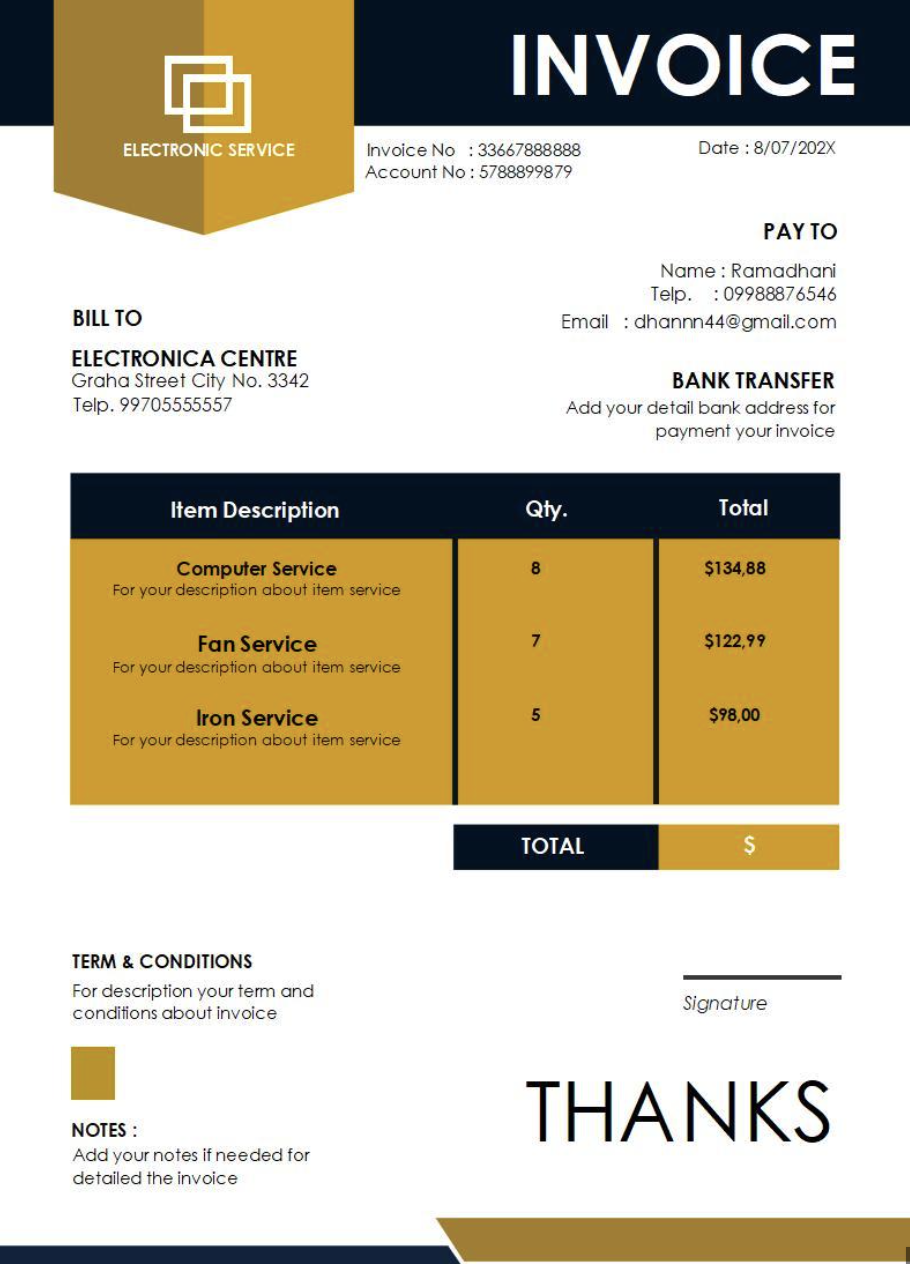 INVOICE
ELECTRONIC SERVICE
Invoice No : 33667888888
Account No : 5788899879
Date : 8/07/202X
PAY TO
Name : Ramadhani
Telp. : 09988876546
Email : dhannn44@gmail.com
BILL TO
ELECTRONICA CENTRE
Graha Street City No. 3342
Telp. 99705555557
BANK TRANSFER
Add your detail bank address for
payment your invoice
Item Description Qty. Total
Computer Service 8 $134,88
For your description about item service
Fan Service 7 $122,99
For your description about item service
Iron Service 5 $98,00
For your description about item service
TOTAL $
TERM & CONDITIONS
For description your term and
conditions about invoice
Signature
THANKS
NOTES :
Add your notes if needed for
detailed the invoice